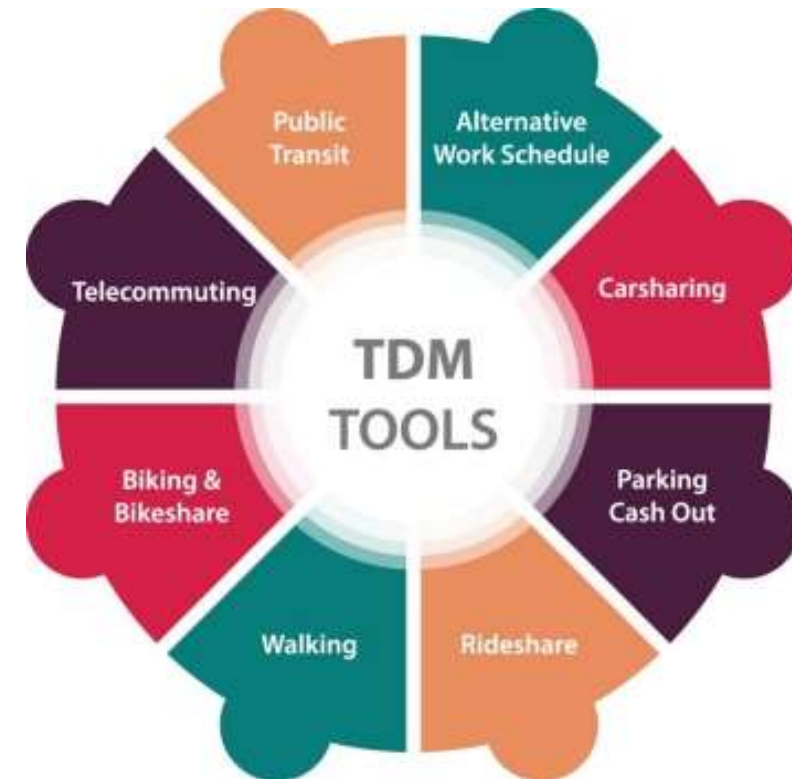 Public
Transit
Alternative
Work Schedule
Telecommuting
Carsharing
TDM
TOOLS
Biking &
Bikeshare
Parking
Cash Out
Walking
Rideshare